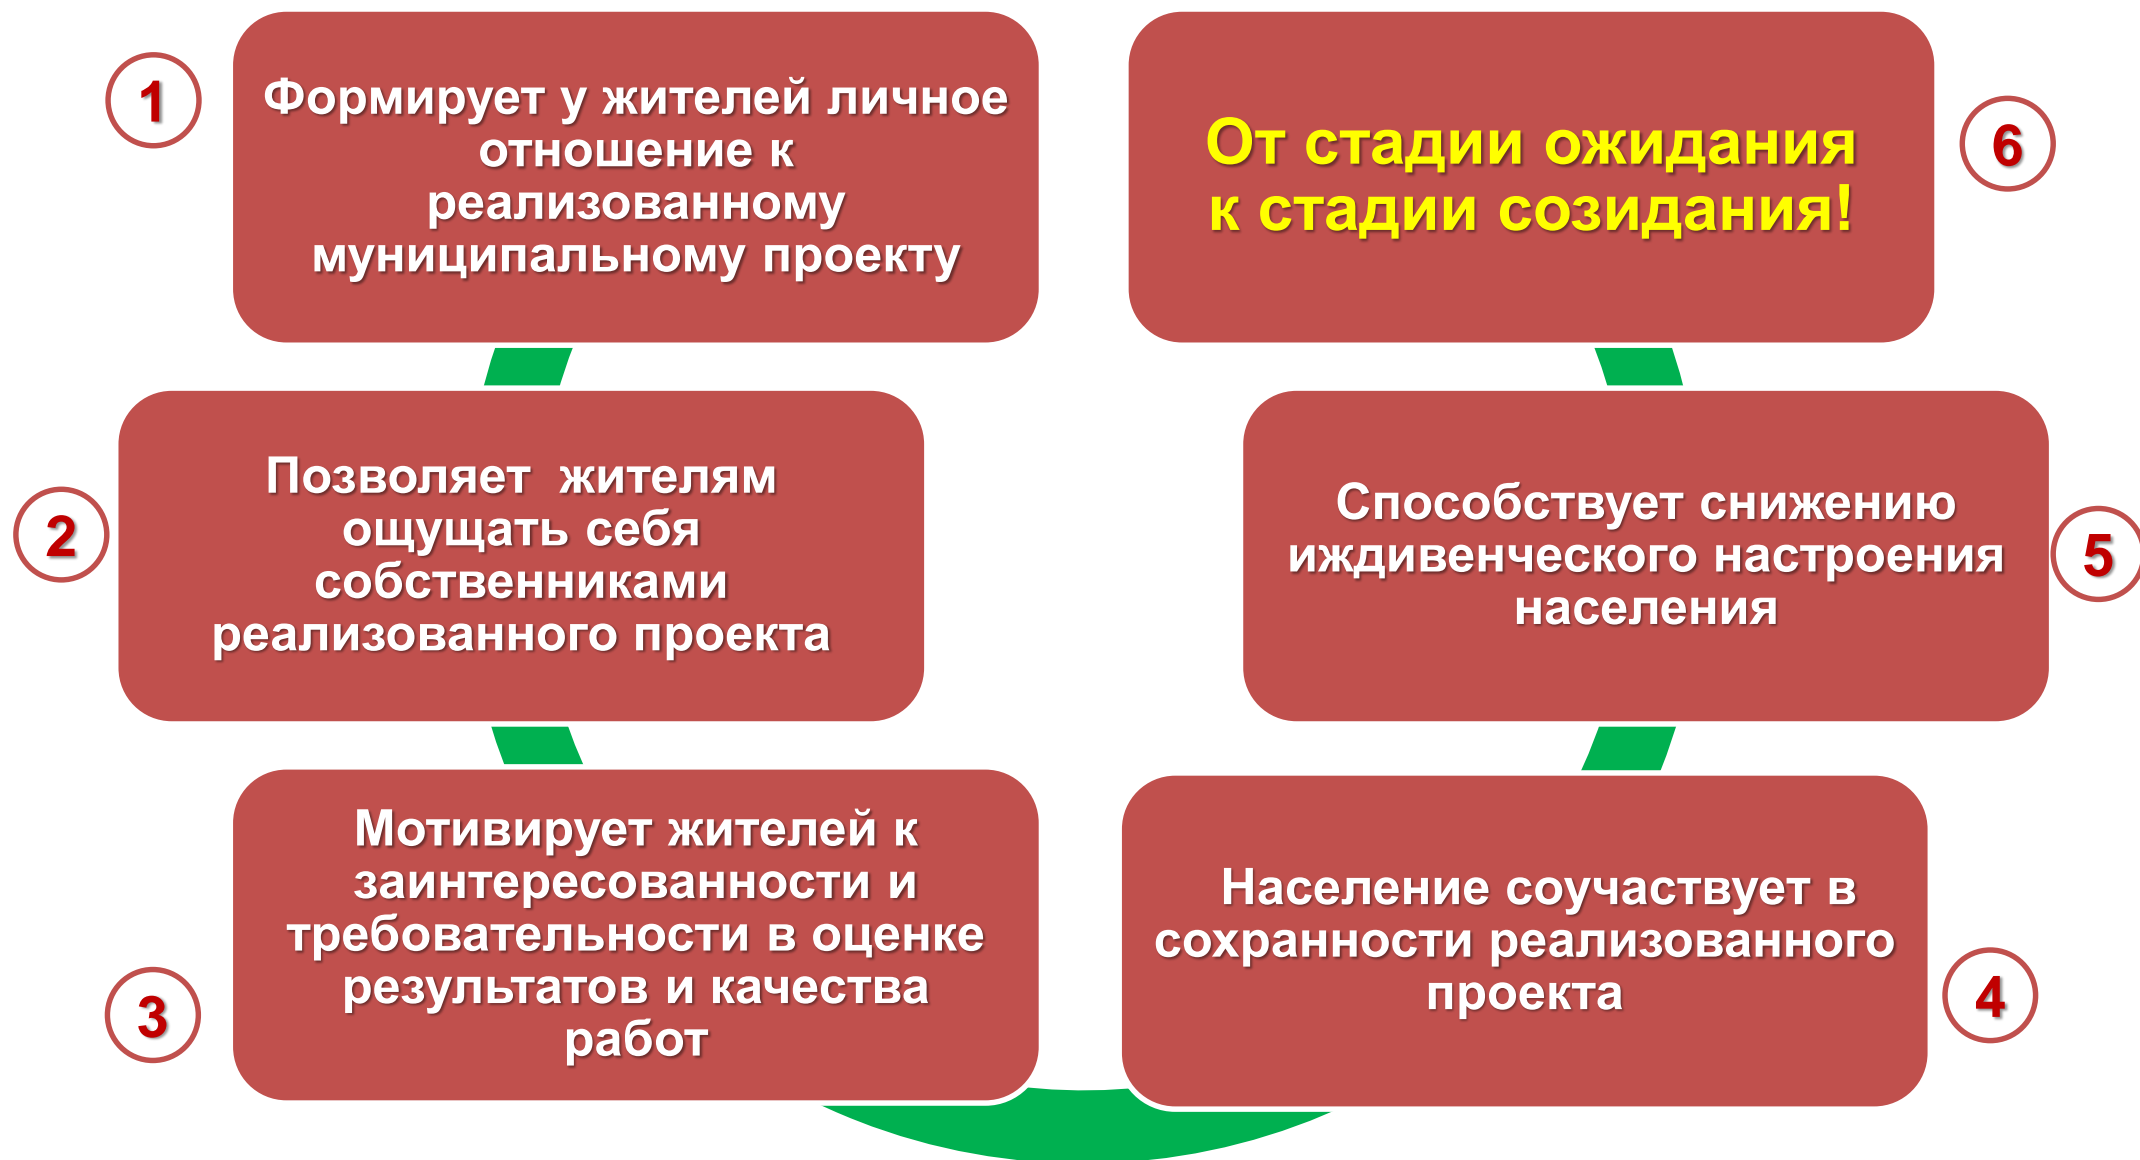 1
Формирует у жителей личное
отношение к
реализованному
муниципальному проекту
2
Позволяет жителям
ощущать себя
собственниками
реализованного проекта
3
Мотивирует жителей к
заинтересованности и
требовательности в оценке
результатов и качества
работ
Население соучаствует в
сохранности реализованного
проекта
4
Способствует снижению
иждивенческого настроения
населения
5
От стадии ожидания
к стадии созидания!
6